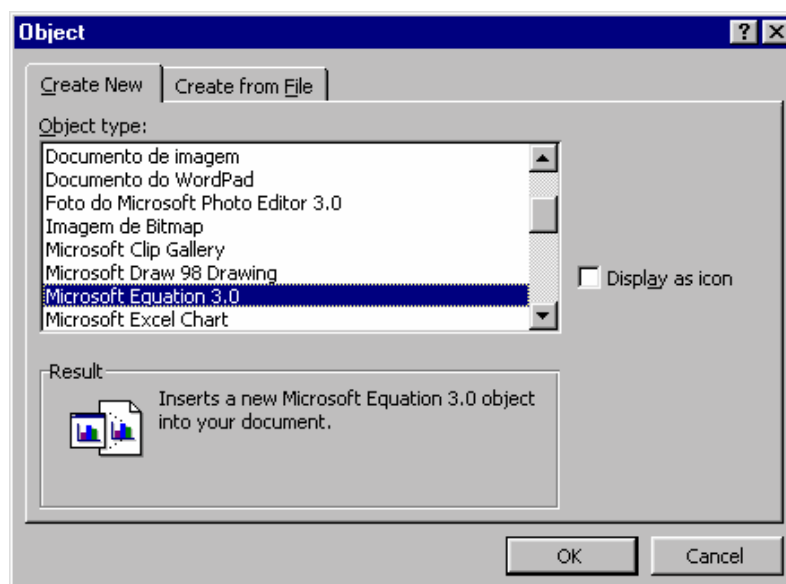 Object
Create New
Create from File
Object type:
Documento de imagem
Documento do WordPad
Foto do Microsoft Photo Editor 3.0
Imagem de Bitmap
Microsoft Clip Gallery
Microsoft Draw 98 Drawing
Microsoft Equation 3.0
Microsoft Excel Chart
Display as icon
Result
Inserts a new Microsoft Equation 3.0 object
into your document.
OK
Cancel